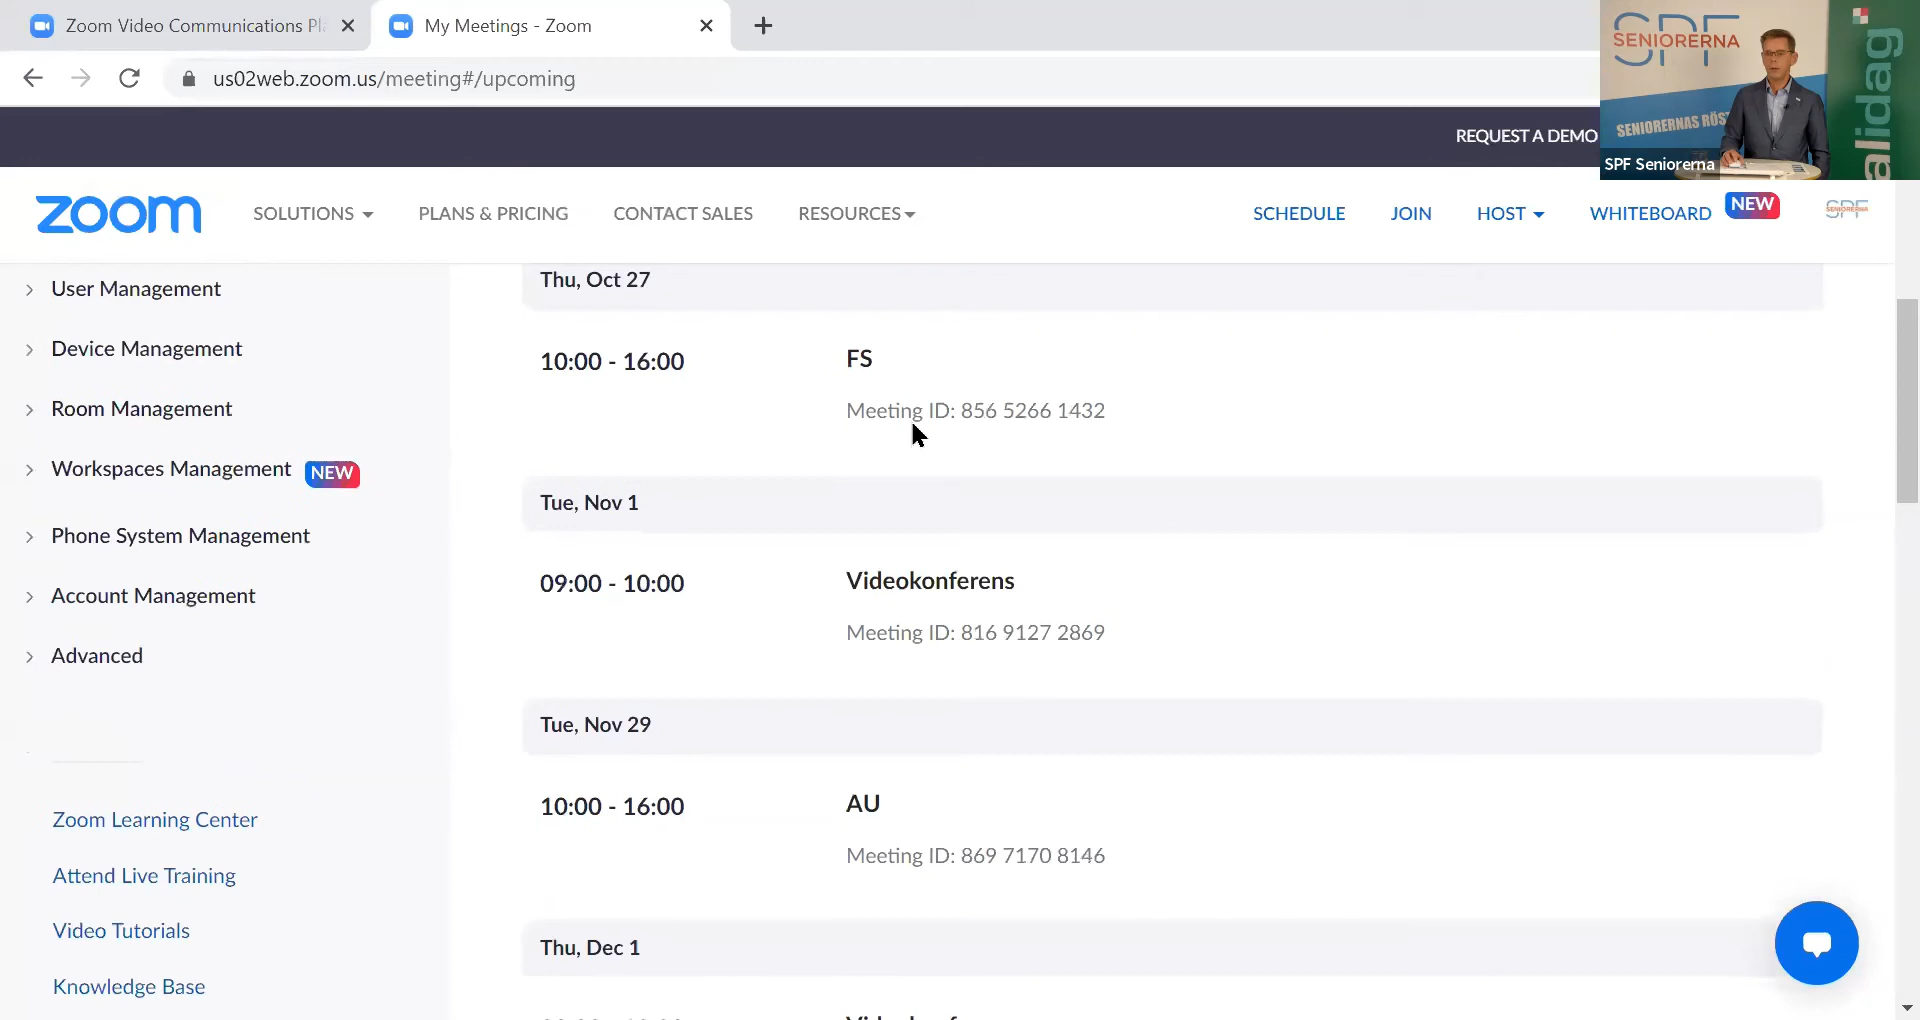 Zoom Video Communications Pl
My Meetings - Zoom
us02web.zoom.us/meeting#/upcoming
REQUEST A DEMO
SPF
SENIORERNA
SENIORERNAS RÖS
alidag
SPF Seniorerna
zoom
SOLUTIONS
PLANS & PRICING
CONTACT SALES
RESOURCES
SCHEDULE
JOIN
HOST
WHITEBOARD
NEW
SPF
SENIORERNA
User Management
Device Management
Room Management
Workspaces Management
NEW
Phone System Management
Account Management
Advanced
Zoom Learning Center
Attend Live Training
Video Tutorials
Knowledge Base
Thu, Oct 27
10:00 - 16:00
FS
Meeting ID: 856 5266 1432
Tue, Nov 1
09:00 - 10:00
Videokonferens
Meeting ID: 816 9127 2869
Tue, Nov 29
10:00 - 16:00
AU
Meeting ID: 869 7170 8146
Thu, Dec 1